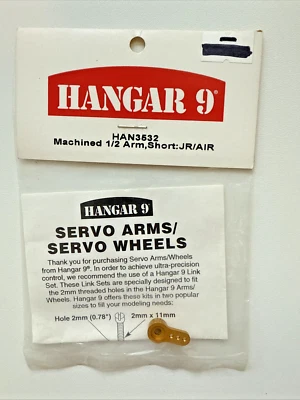 HANGAR 9®
HAN3532
Machined 1/2 Arm,Short:JR/AIR
HANGAR 9
SERVO ARMS/
SERVO WHEELS
Thank you for purchasing Servo Arms/Wheels
from Hangar 9®. In order to achieve ultra-precision
control, we recommend the use of a Hangar 9 Link
Set. These Link Sets are specially designed to fit
the 2mm threaded holes in the Hangar 9 Arms/
Wheels. Hangar 9 offers these kits in two popular
sizes to fill your modeling needs:
Hole 2mm (0.78") 2mm x 11mm